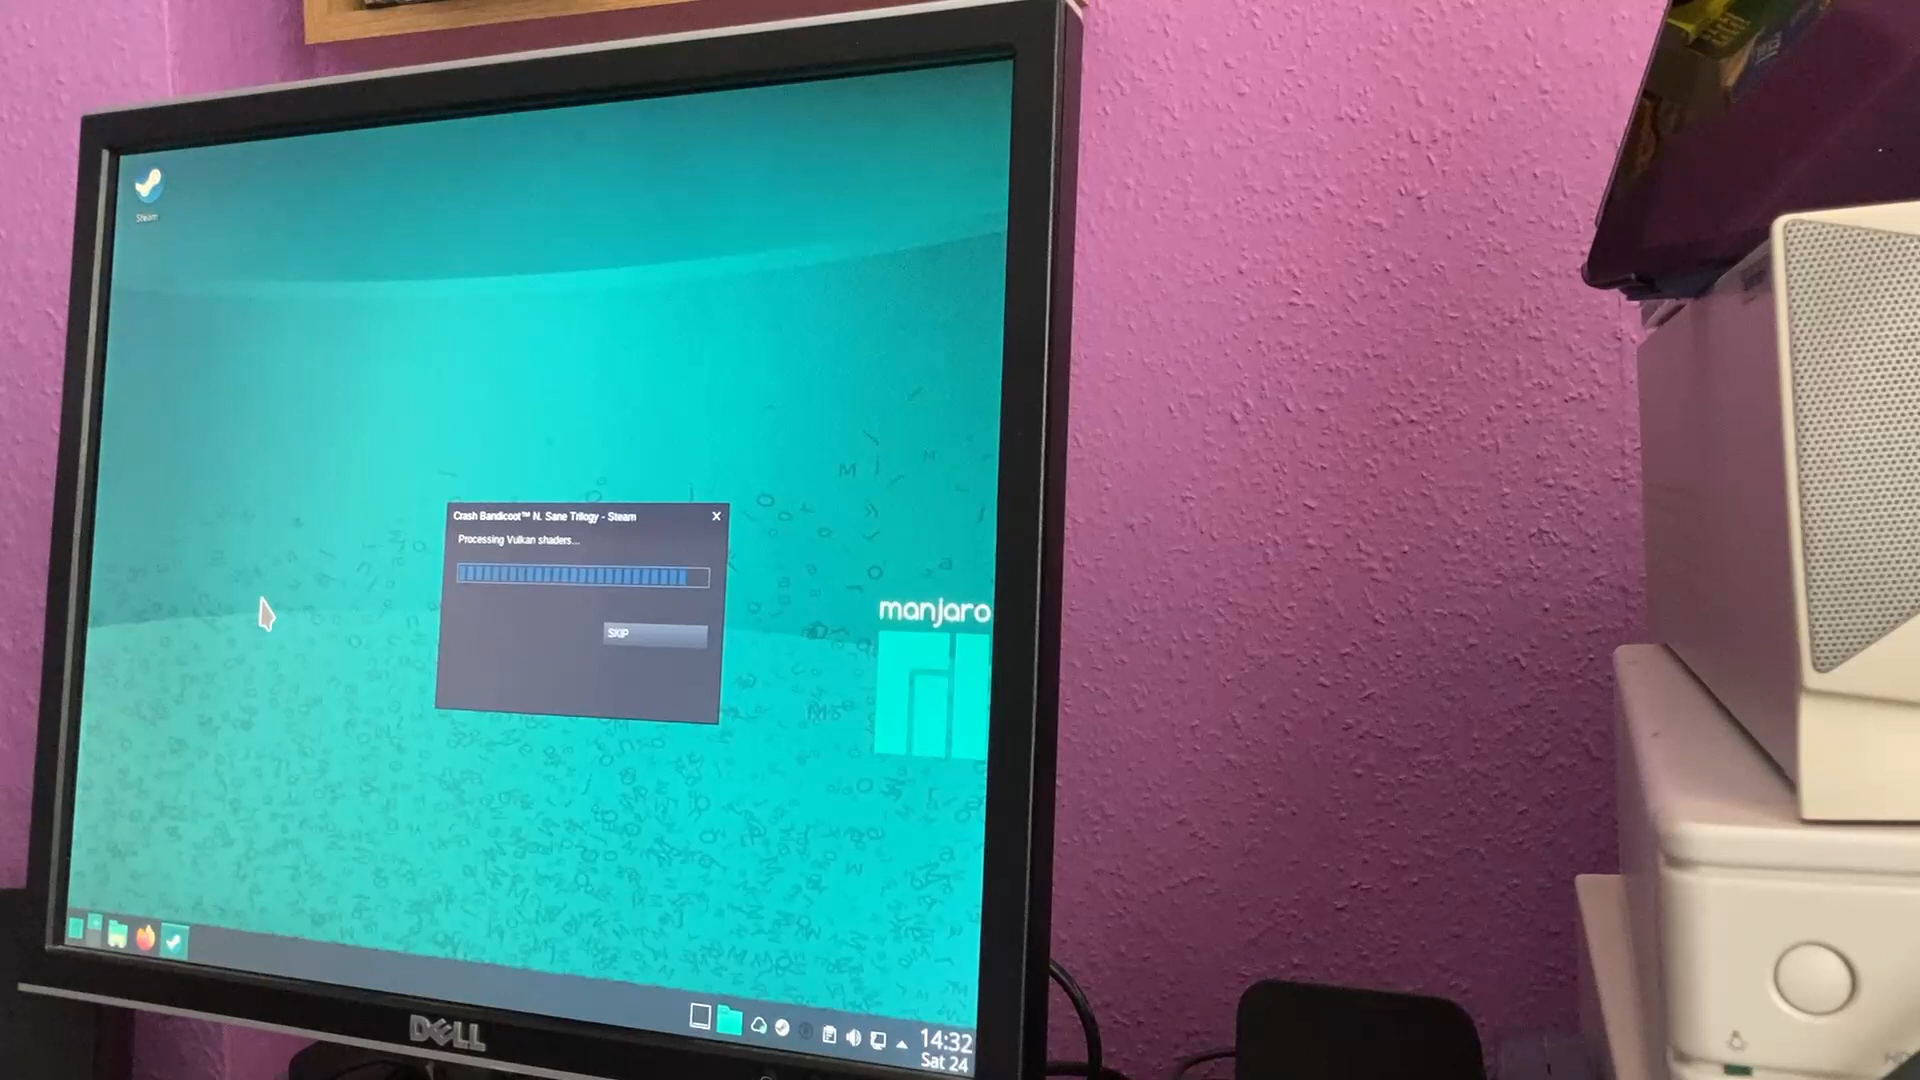 Steam
Crash Bandicoot™ N. Sane Trilogy - Steam
Processing Vulkan shaders...
SKIP
manjaro
14:32
Sat 24
DELL